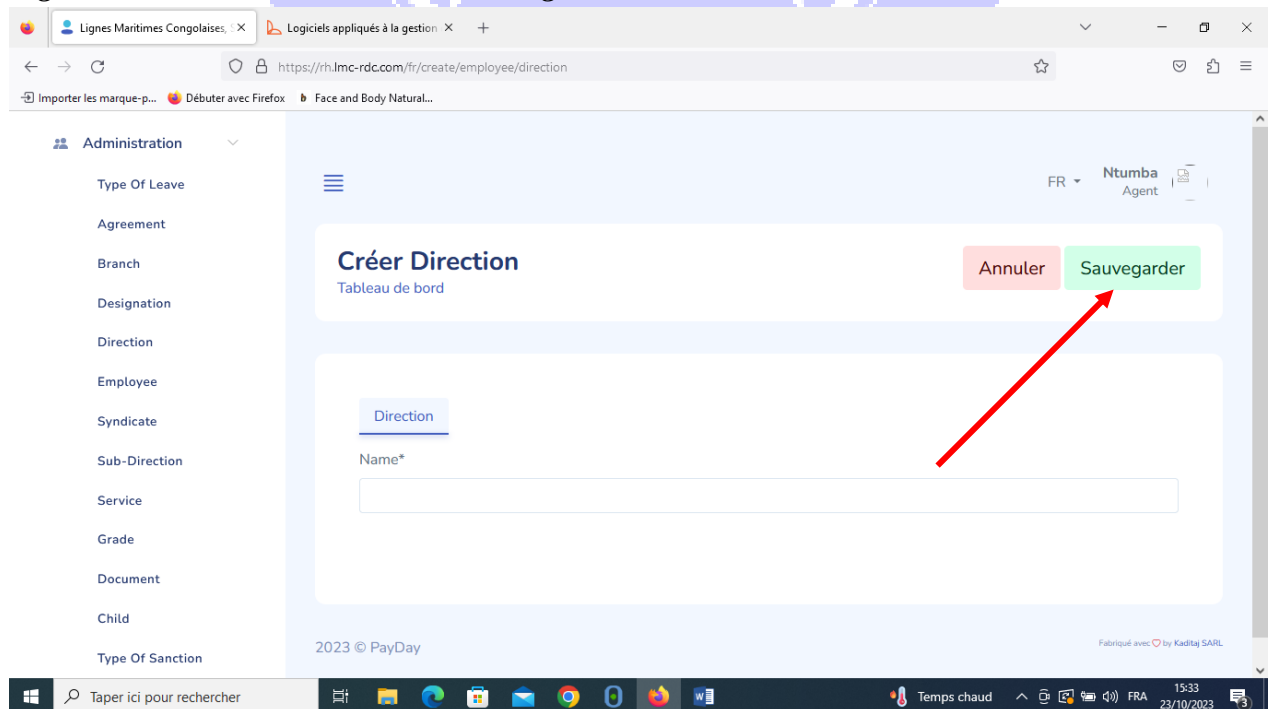 Lignes Maritimes Congolaises, S
Logiciels appliqués à la gestion
https://rh.lmc-rdc.com/fr/create/employee/direction
Importer les marque-p...
Débuter avec Firefox
Face and Body Natural...
Administration
Type Of Leave
Agreement
Branch
Designation
Direction
Employee
Syndicate
Sub-Direction
Service
Grade
Document
Child
Type Of Sanction
FR
Ntumba
Agent
Créer Direction
Tableau de bord
Annuler
Sauvegarder
Direction
Name*
2023 © PayDay
Fabriqué avec ♡ by Kaditaj SARL
Taper ici pour rechercher
Temps chaud
FRA
15:33
23/10/2023
3